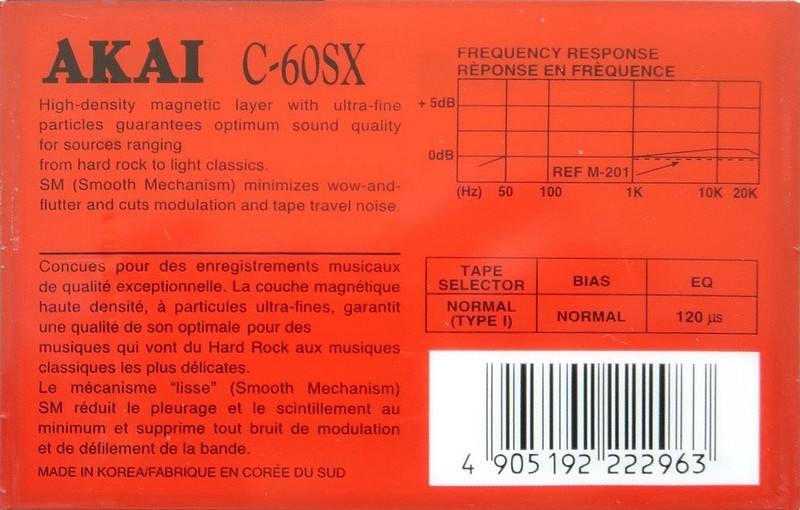 AKAI C-60SX
High-density magnetic layer with ultra-fine
particles guarantees optimum sound quality
for sources ranging
from hard rock to light classics.
SM (Smooth Mechanism) minimizes wow-and-
flutter and cuts modulation and tape travel noise.
Concues pour des enregistrements musicaux
de qualité exceptionnelle. La couche magnétique
haute densité, à particules ultra-fines, garantit
une qualité de son optimale pour des
musiques qui vont du Hard Rock aux musiques
classiques les plus délicates.
Le mécanisme “lisse” (Smooth Mechanism)
SM réduit le pleurage et le scintillement au
minimum et supprime tout bruit de modulation
et de défilement de la bande.
MADE IN KOREA/FABRIQUE EN CORÉE DU SUD
FREQUENCY RESPONSE
RÈPONSE EN FRÈQUENCE
+ 5dB
0dB
REF M-201
(Hz) 50 100 1K 10K 20K
TAPE SELECTOR BIAS EQ
NORMAL (TYPE I) NORMAL 120 µs
4 905192 222963